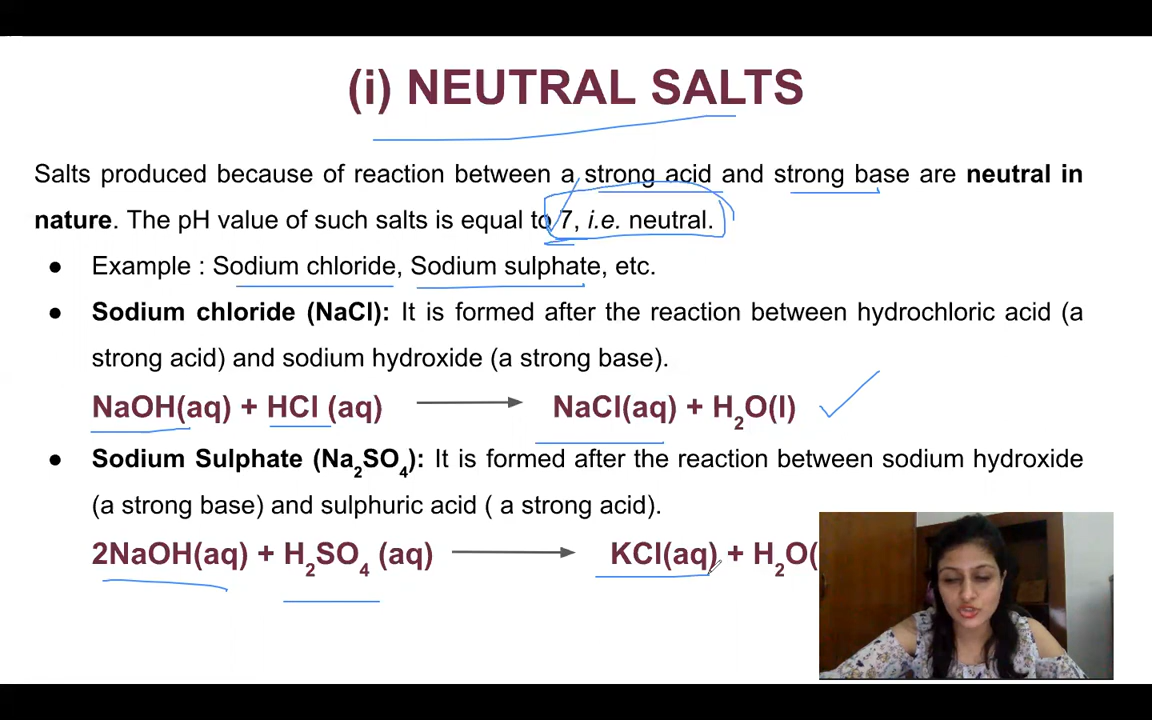 (i) NEUTRAL SALTS
Salts produced because of reaction between a strong acid and strong base are neutral in
nature. The pH value of such salts is equal to 7, i.e. neutral.
● Example : Sodium chloride, Sodium sulphate, etc.
● Sodium chloride (NaCl): It is formed after the reaction between hydrochloric acid (a
strong acid) and sodium hydroxide (a strong base).
NaOH(aq) + HCl (aq) ⟶ NaCl(aq) + H₂O(l)
● Sodium Sulphate (Na₂SO₄): It is formed after the reaction between sodium hydroxide
(a strong base) and sulphuric acid ( a strong acid).
2NaOH(aq) + H₂SO₄ (aq) ⟶ KCl(aq) + H₂O(